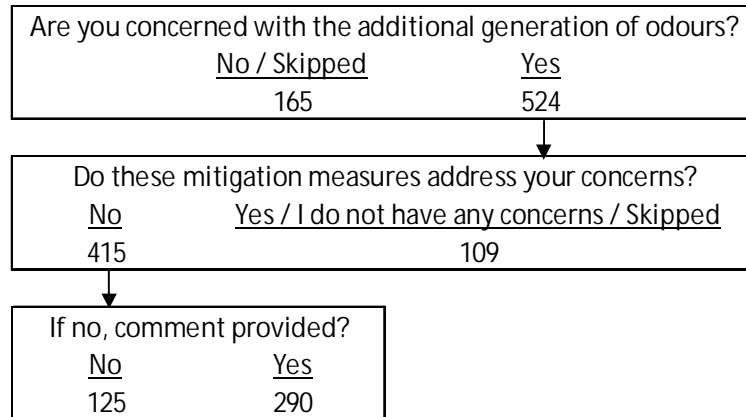 Are you concerned with the additional generation of odours?
No / Skipped Yes
165 524
Do these mitigation measures address your concerns?
No Yes / I do not have any concerns / Skipped
415 109
If no, comment provided?
No Yes
125 290